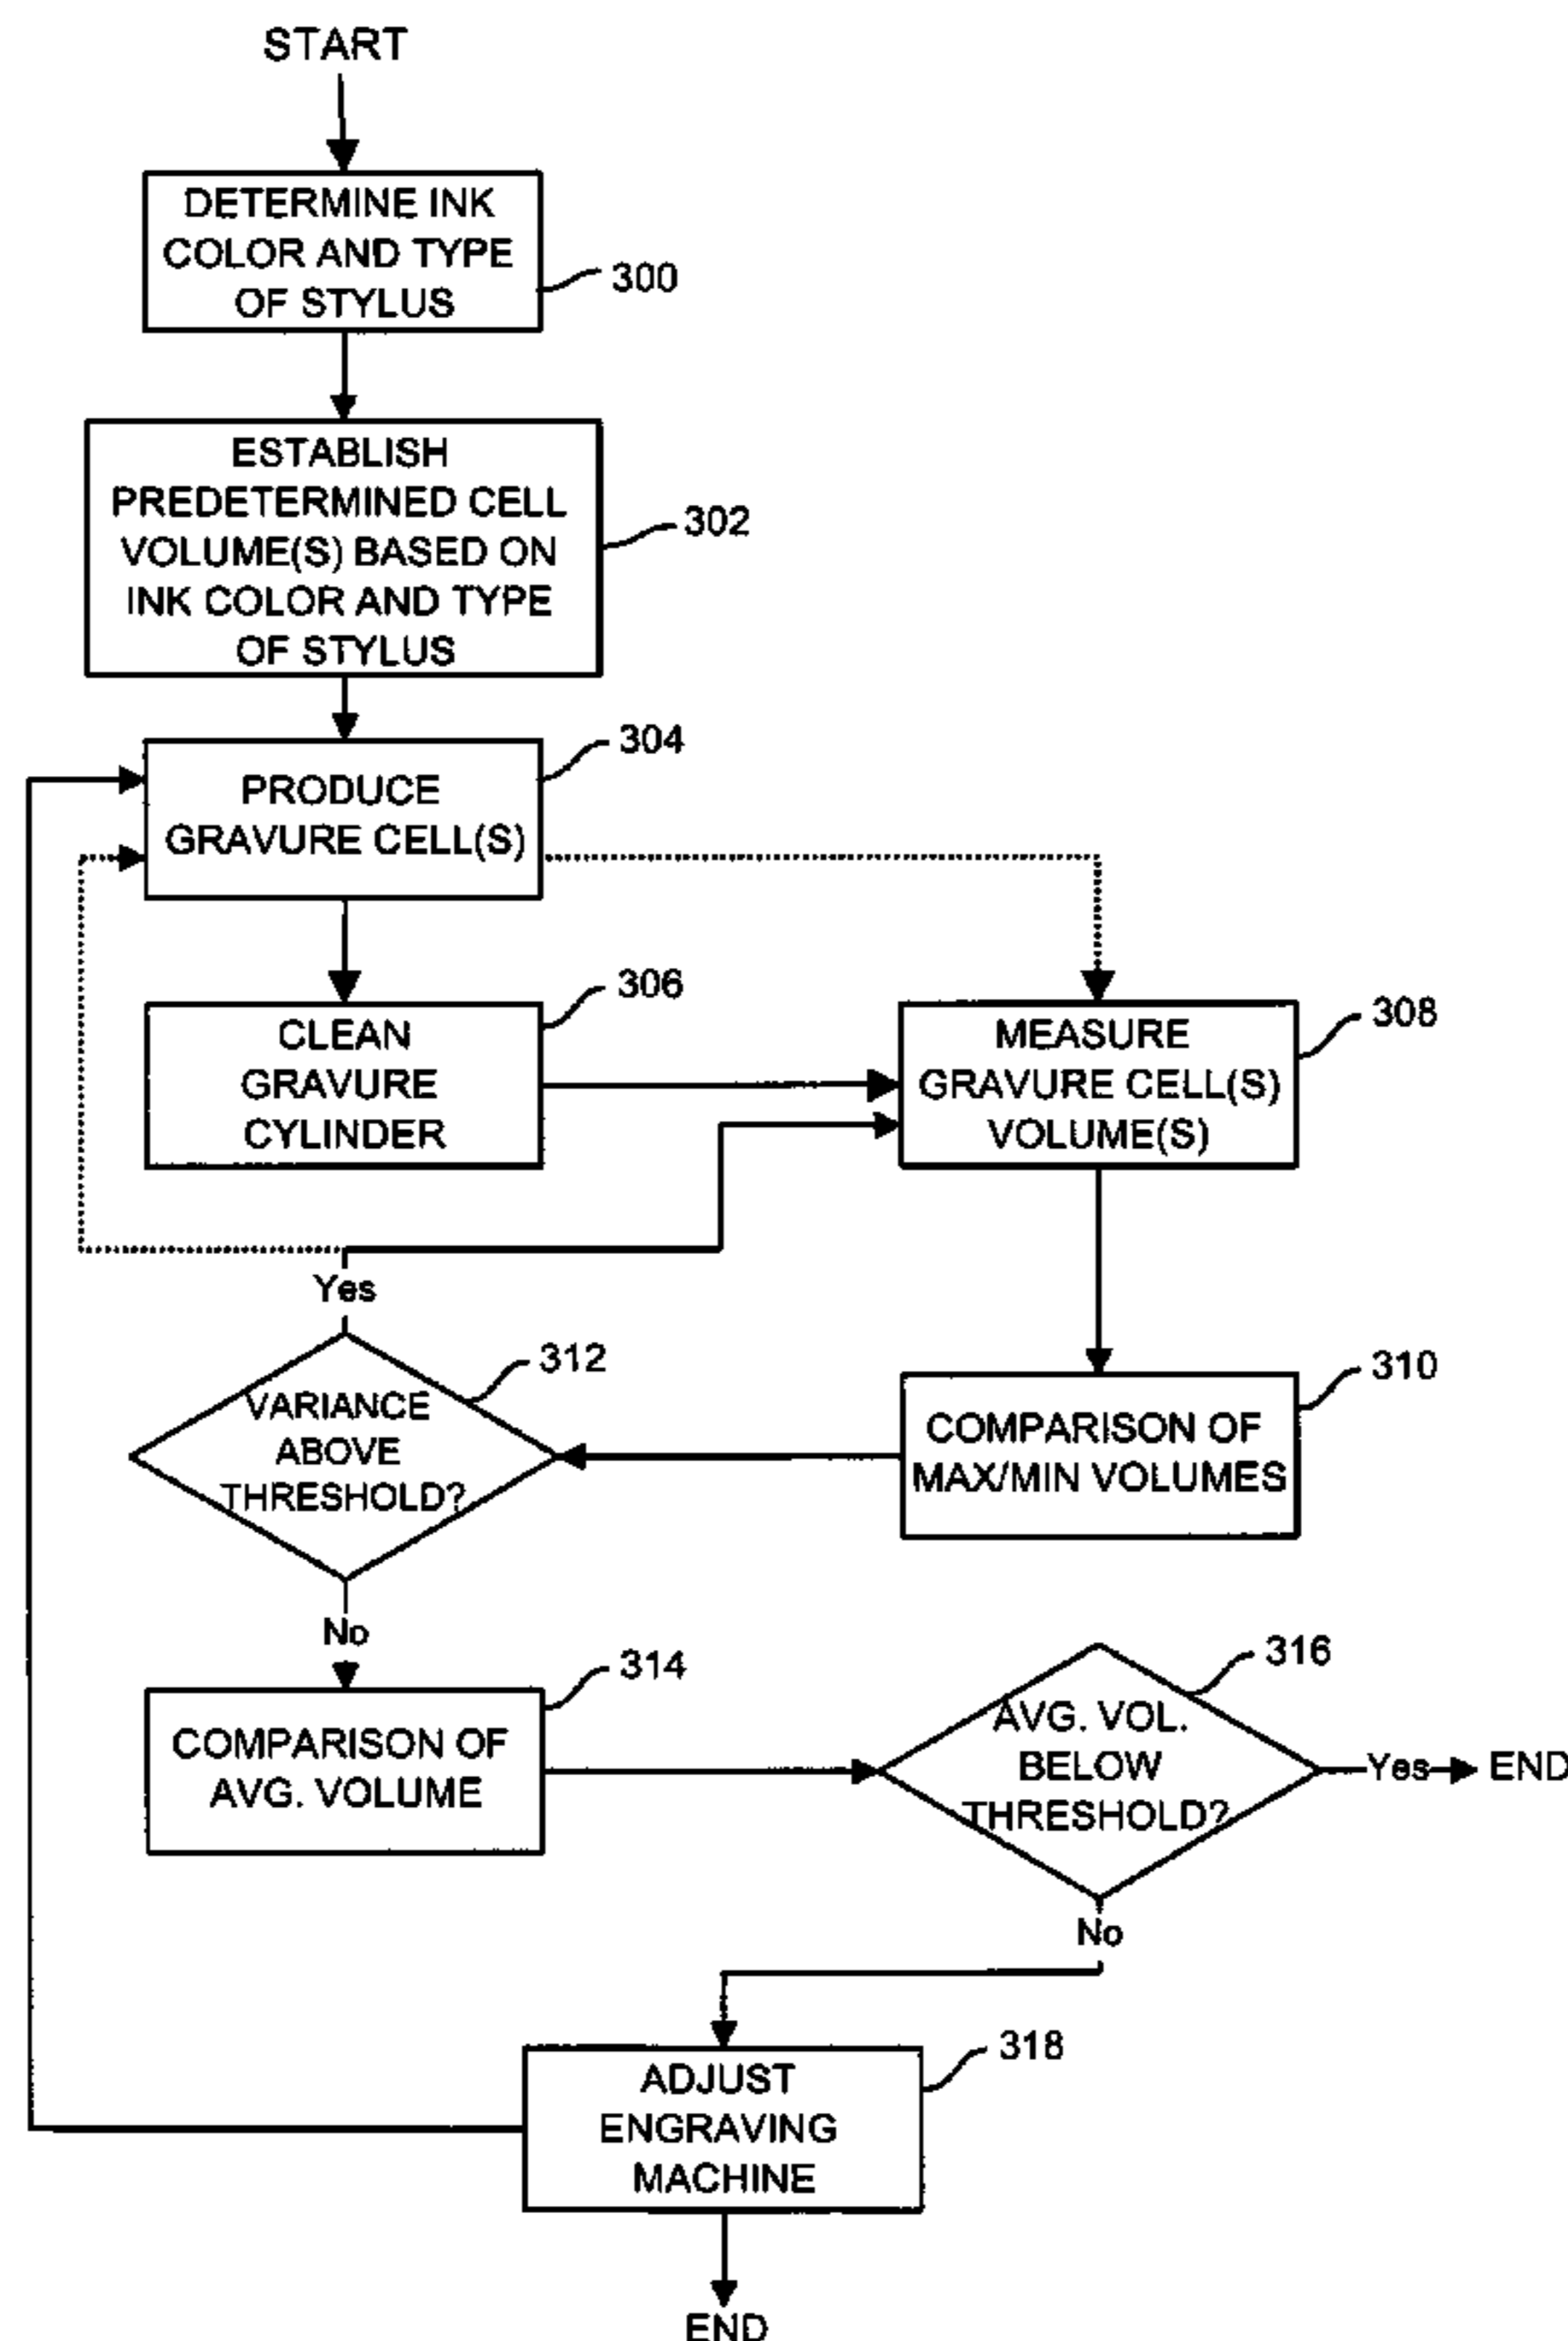 START
DETERMINE INK
COLOR AND TYPE
OF STYLUS
300
ESTABLISH
PREDETERMINED CELL
VOLUME(S) BASED ON
INK COLOR AND TYPE
OF STYLUS
302
PRODUCE
GRAVURE CELL(S)
304
CLEAN
GRAVURE
CYLINDER
306
MEASURE
GRAVURE CELL(S)
VOLUME(S)
308
Yes
VARIANCE
ABOVE
THRESHOLD?
312
COMPARISON OF
MAX/MIN VOLUMES
310
No
COMPARISON OF
AVG. VOLUME
314
AVG. VOL.
BELOW
THRESHOLD?
316
Yes
END
No
ADJUST
ENGRAVING
MACHINE
318
END